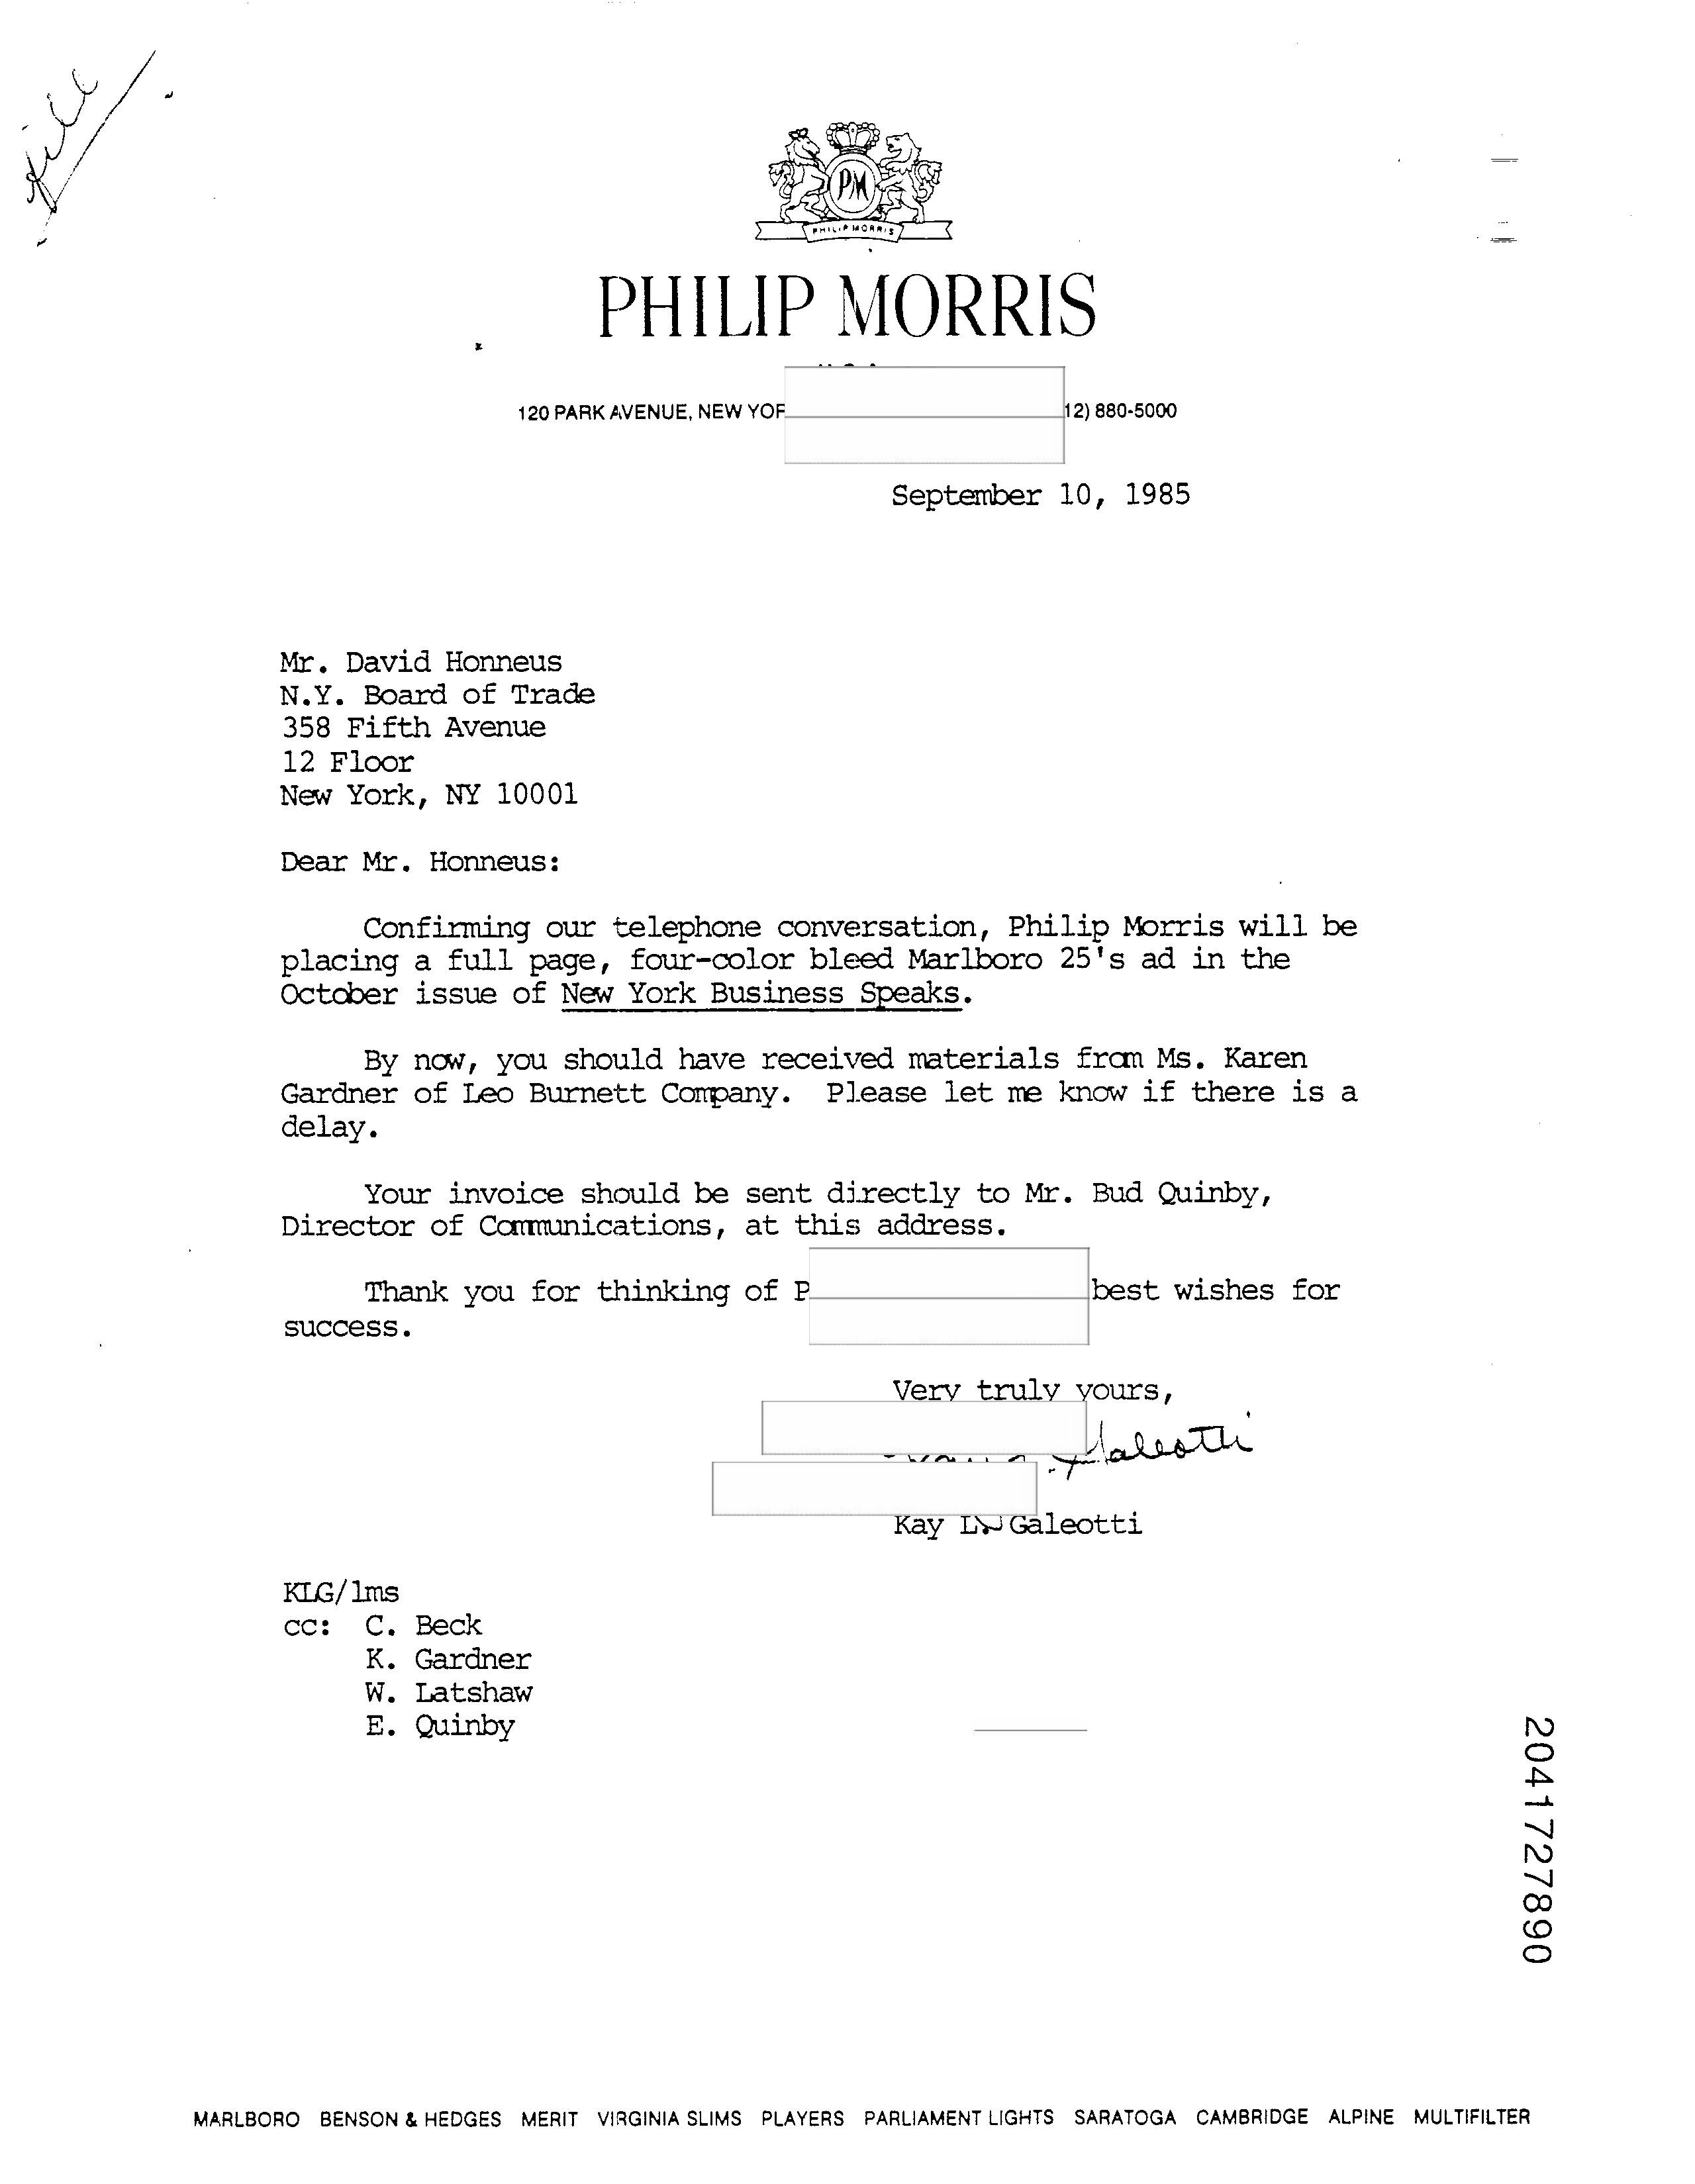 file
PM
PHILIP MORRIS
PHILIP MORRIS
120 PARK AVENUE, NEW 12) 880-5000
September 10, 1985
Mr. David Honneus
N.Y. Board of Trade
358 Fifth Avenue
12 Floor
New York, NY 10001
Dear Mr. Honneus:
Confirming our telephone conversation, Philip Morris will be
placing a full page, four-color bleed Marlboro 25's ad in the
October issue of New York Business Speaks.
By now, you should have received materials from Ms. Karen
Gardner of Leo Burnett Company. Please let me know if there is a
delay.
Your invoice should be sent directly to Mr. Bud Quinby,
Director of Communications, at this address.
Thank you for thinking of best wishes for
success.
Very truly yours,
Galeotti
Kay L. Galeotti
KLG/lms
cc: C. Beck
K. Gardner
W. Latshaw
E. Quinby
2041727890
MARLBORO BENSON & HEDGES MERIT VIRGINIA SLIMS PLAYERS PARLIAMENT LIGHTS SARATOGA CAMBRIDGE ALPINE MULTIFILTER